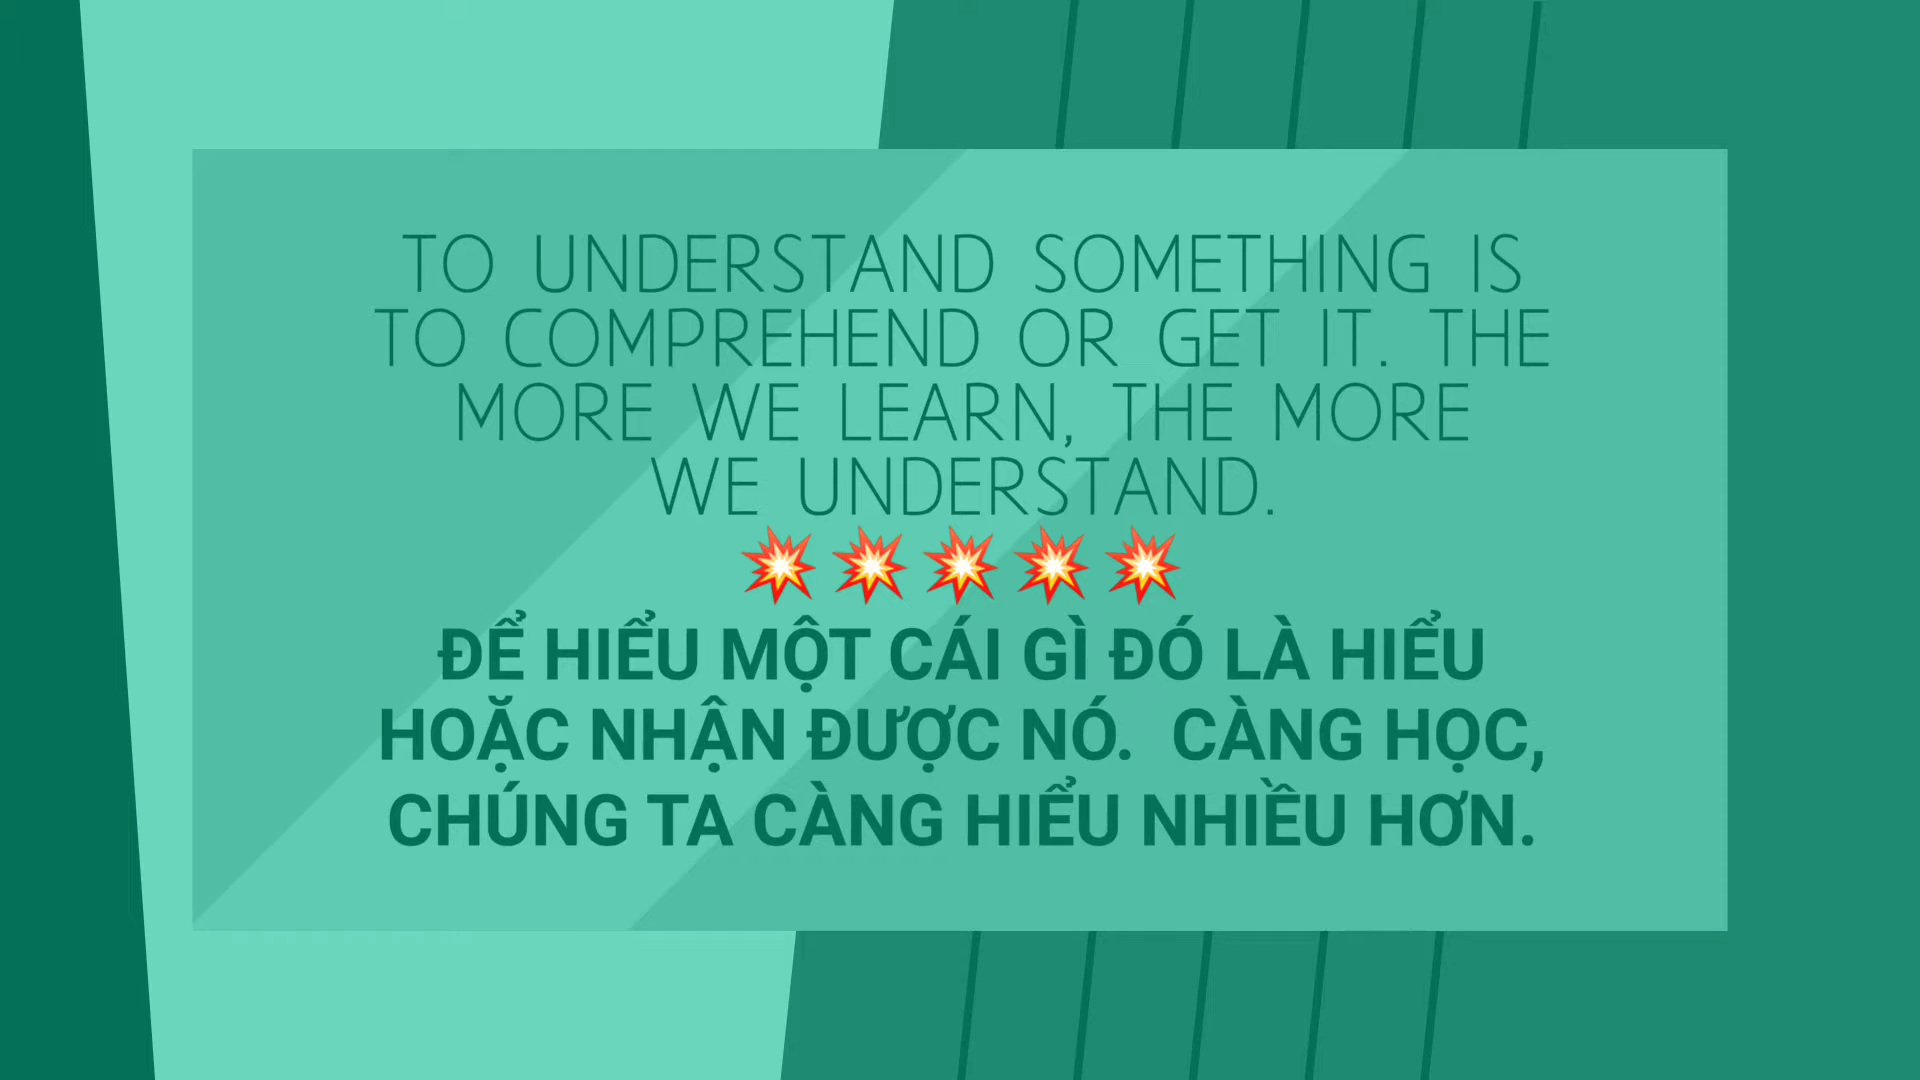 TO UNDERSTAND SOMETHING IS
TO COMPREHEND OR GET IT. THE
MORE WE LEARN, THE MORE
WE UNDERSTAND.
💥💥💥💥💥
ĐỂ HIỂU MỘT CÁI GÌ ĐÓ LÀ HIỂU
HOẶC NHẬN ĐƯỢC NÓ. CÀNG HỌC,
CHÚNG TA CÀNG HIỂU NHIỀU HƠN.